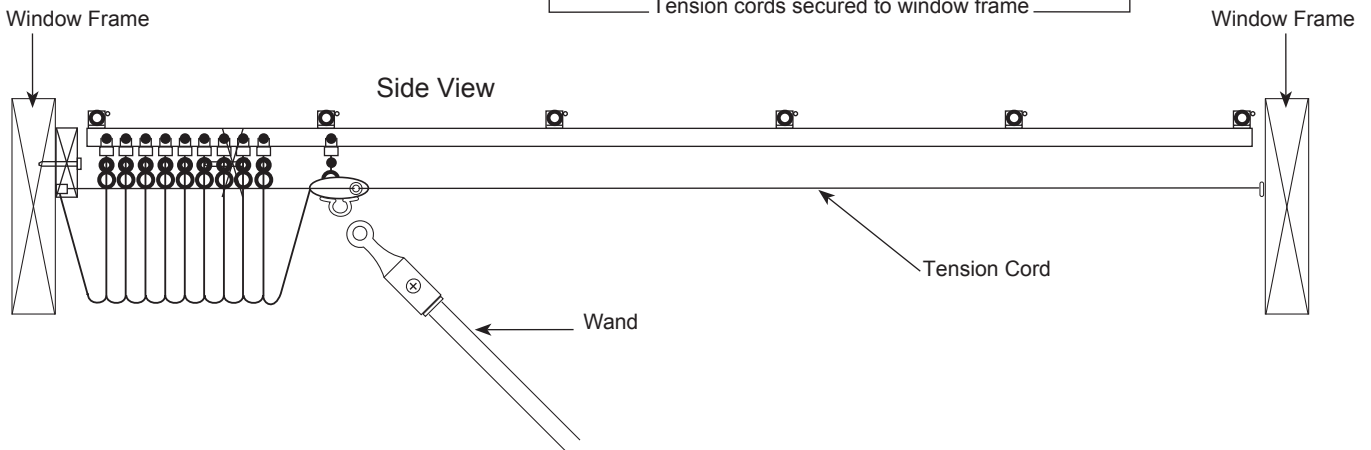 Tension cords secured to window frame
Window Frame
Window Frame
Side View
Tension Cord
Wand